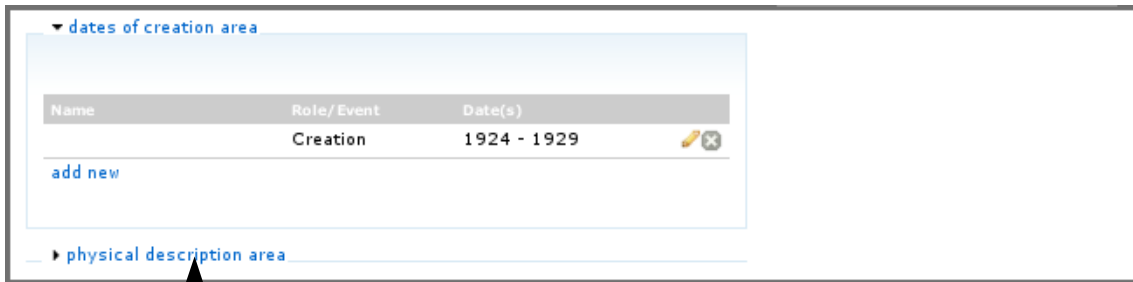 dates of creation area
Name Role/Event Date(s)
Creation 1924 - 1929
add new
physical description area